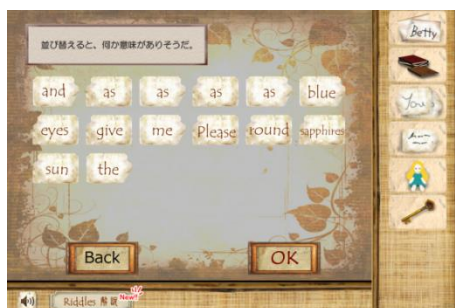 並び替えると、何か意味がありそうだ。
and as as as as blue
eyes give me Please round sapphires
sun the
Back OK
Betty
You
Riddles 解説 New!